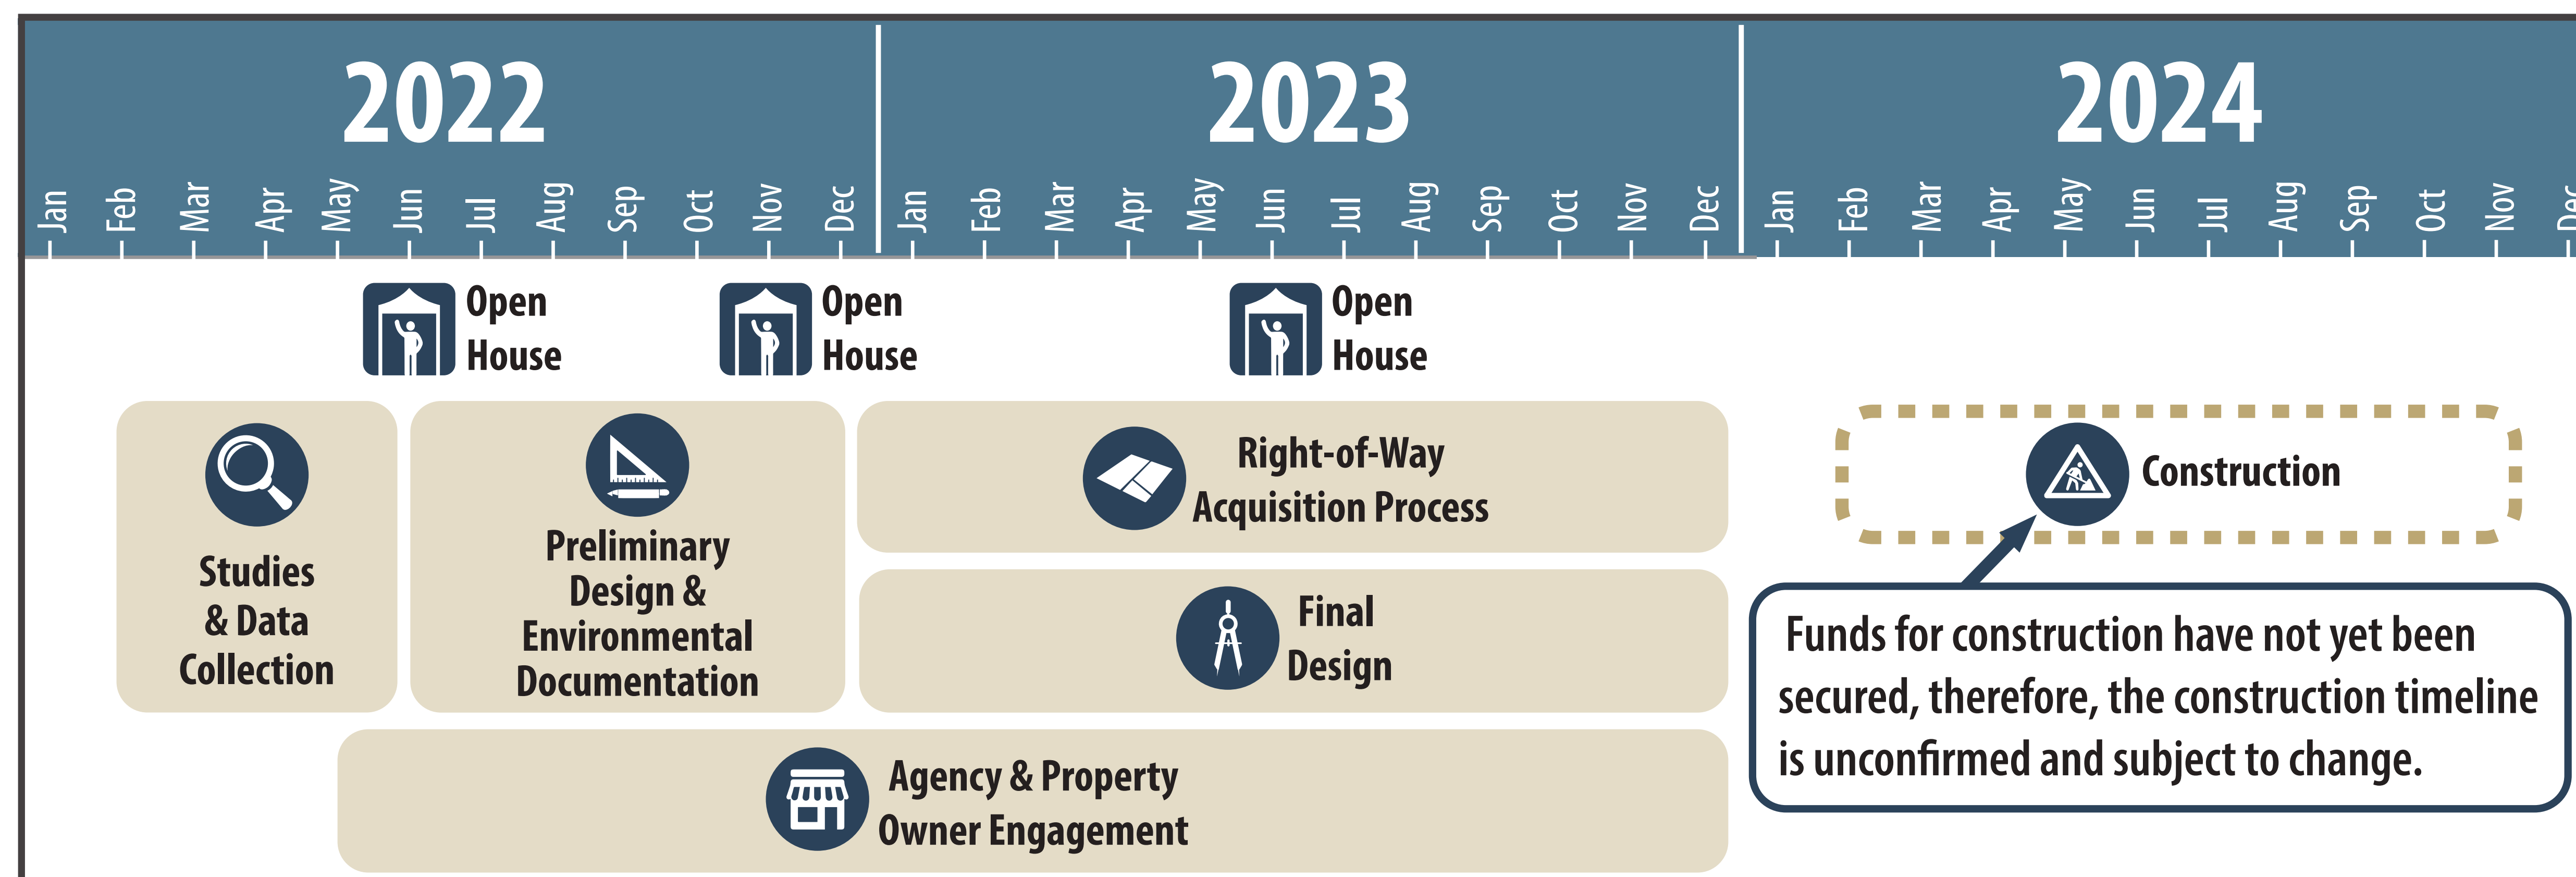 2022 2023 2024
Jan Feb Mar Apr May Jun Jul Aug Sep Oct Nov Dec Jan Feb Mar Apr May Jun Jul Aug Sep Oct Nov Dec Jan Feb Mar Apr May Jun Jul Aug Sep Oct Nov Dec
Open
House
Open
House
Open
House
Studies
& Data
Collection
Preliminary
Design &
Environmental
Documentation
Right-of-Way
Acquisition Process
Final
Design
Agency & Property
Owner Engagement
Construction
Funds for construction have not yet been
secured, therefore, the construction timeline
is unconfirmed and subject to change.